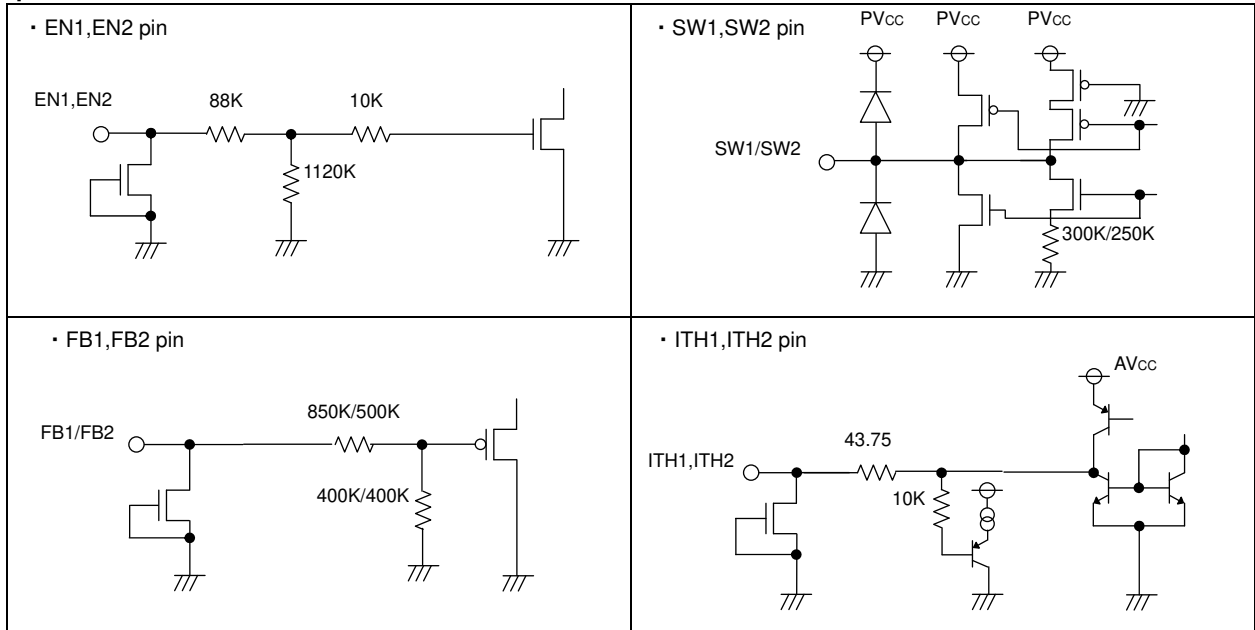 ・EN1,EN2 pin
EN1,EN2
88K
10K
1120K
・SW1,SW2 pin
PVCC PVCC PVCC
SW1/SW2
300K/250K
・FB1,FB2 pin
850K/500K
FB1/FB2
400K/400K
・ITH1,ITH2 pin
AVCC
43.75
ITH1,ITH2
10K